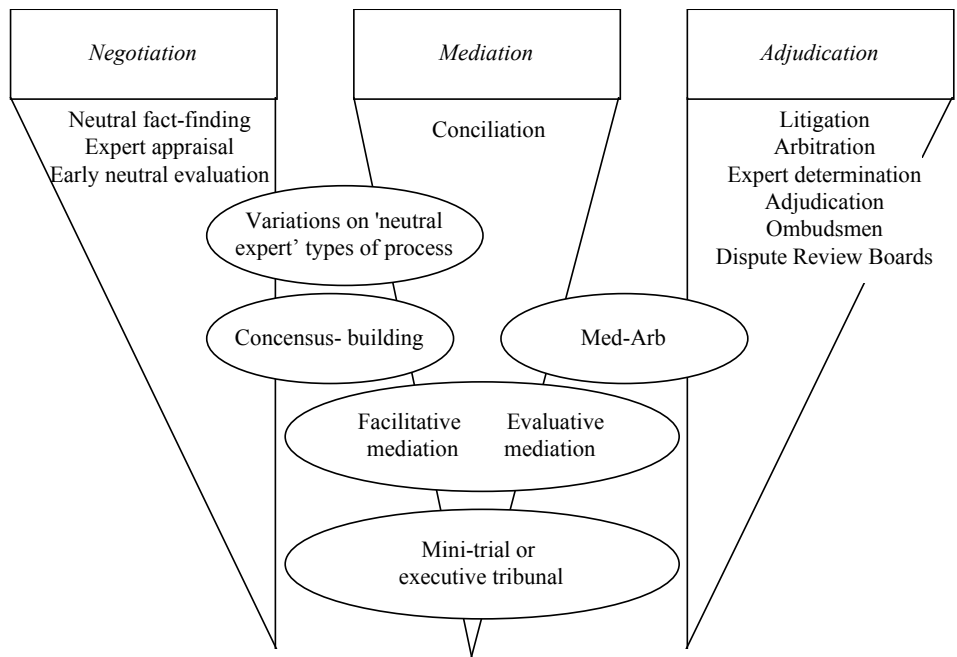 Negotiation
Mediation
Adjudication
Neutral fact-finding
Expert appraisal
Early neutral evaluation
Conciliation
Litigation
Arbitration
Expert determination
Adjudication
Ombudsmen
Dispute Review Boards
Variations on 'neutral
expert’ types of process
Concensus- building
Med-Arb
Facilitative
mediation
Evaluative
mediation
Mini-trial or
executive tribunal